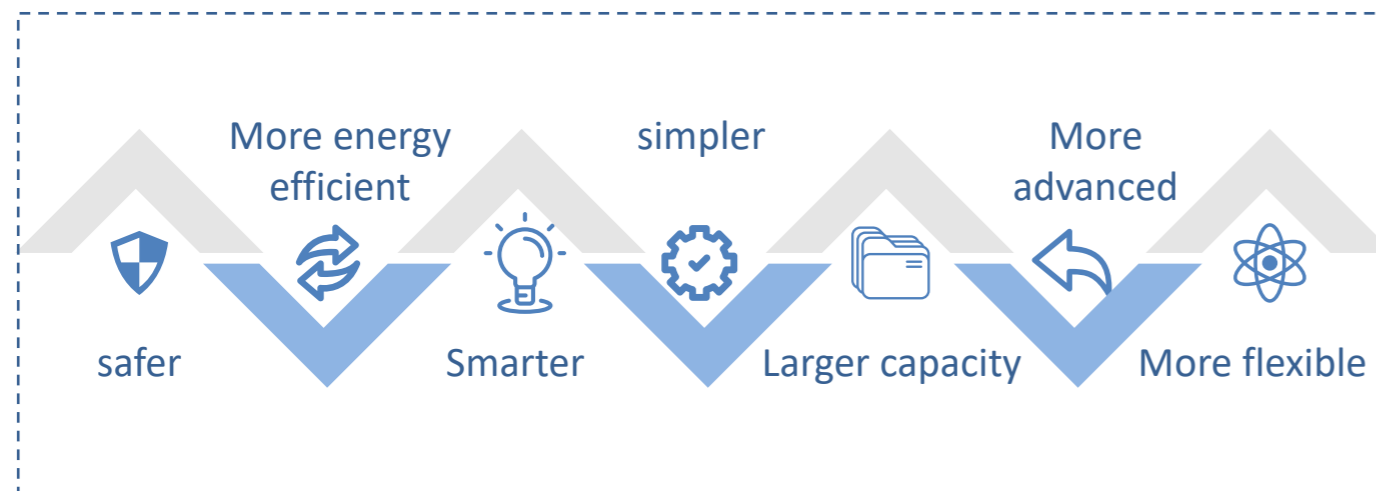 More energy
efficient
simpler
More
advanced
safer
Smarter
Larger capacity
More flexible